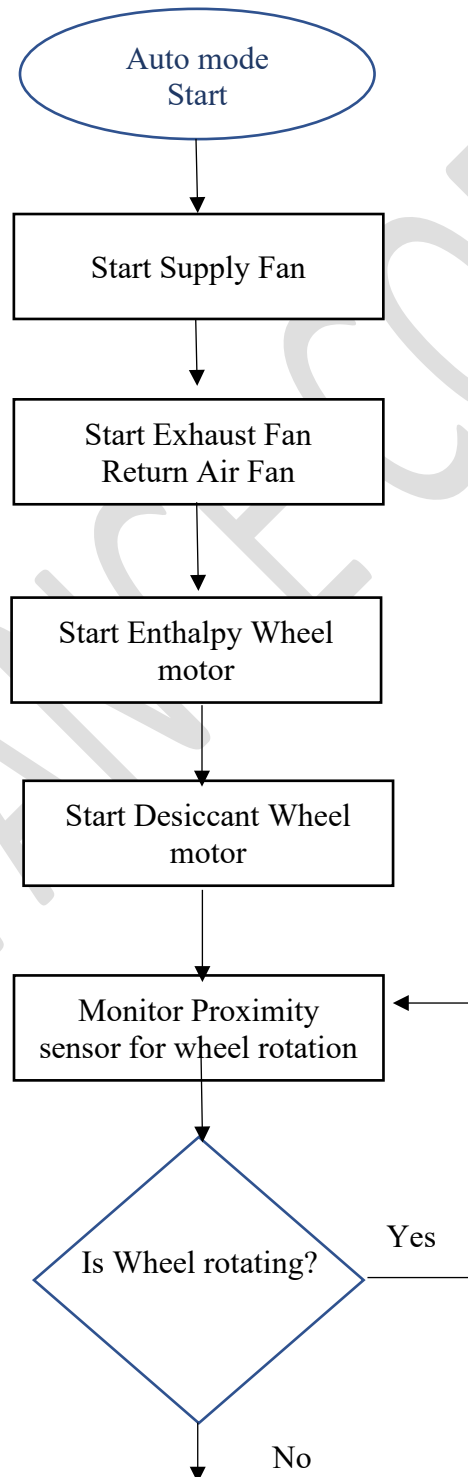 Auto mode
Start
Start Supply Fan
Start Exhaust Fan
Return Air Fan
Start Enthalpy Wheel
motor
Start Desiccant Wheel
motor
Monitor Proximity
sensor for wheel rotation
Is Wheel rotating?
Yes
No